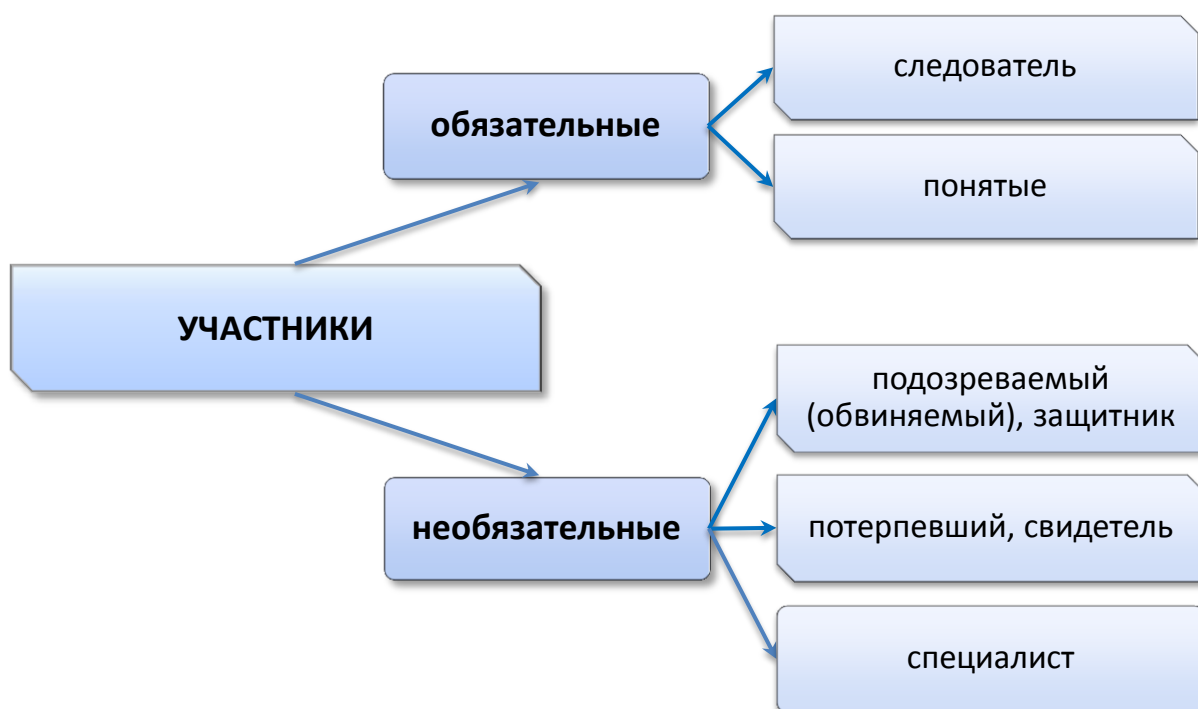 УЧАСТНИКИ
обязательные
следователь
понятые
необязательные
подозреваемый
(обвиняемый), защитник
потерпевший, свидетель
специалист